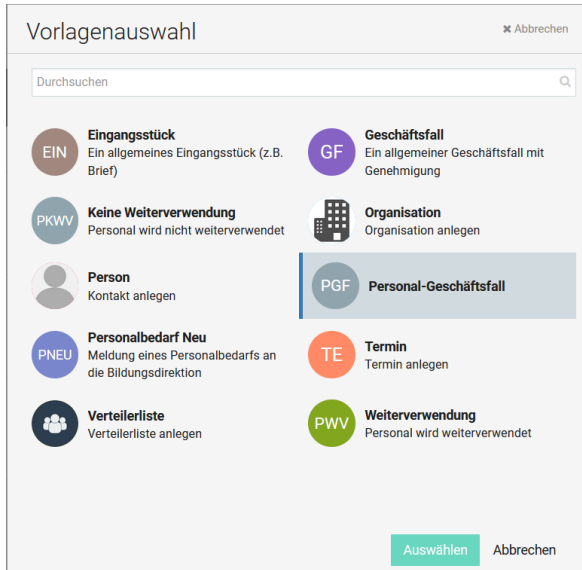 Vorlagenauswahl
✖ Abbrechen
Durchsuchen
EIN
Eingangsstück
Ein allgemeines Eingangsstück (z.B.
Brief)
GF
Geschäftsfall
Ein allgemeiner Geschäftsfall mit
Genehmigung
PKWV
Keine Weiterverwendung
Personal wird nicht weiterverwendet
Organisation
Organisation anlegen
Person
Kontakt anlegen
PGF
Personal-Geschäftsfall
PNEU
Personalbedarf Neu
Meldung eines Personalbedarfs an
die Bildungsdirektion
TE
Termin
Termin anlegen
Verteilerliste
Verteilerliste anlegen
PWV
Weiterverwendung
Personal wird weiterverwendet
Auswählen
Abbrechen